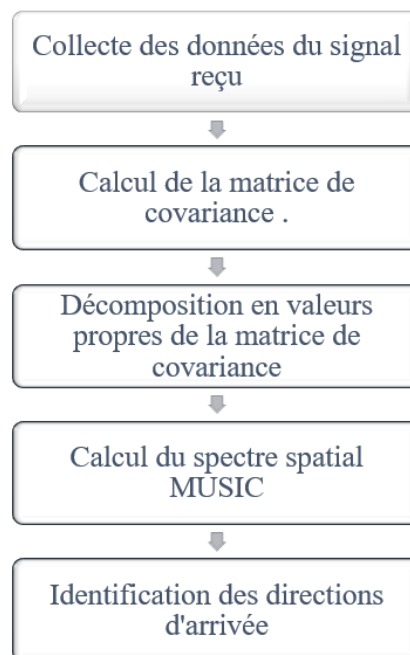 Collecte des données du signal
reçu
Calcul de la matrice de
covariance .
Décomposition en valeurs
propres de la matrice de
covariance
Calcul du spectre spatial
MUSIC
Identification des directions
d'arrivée